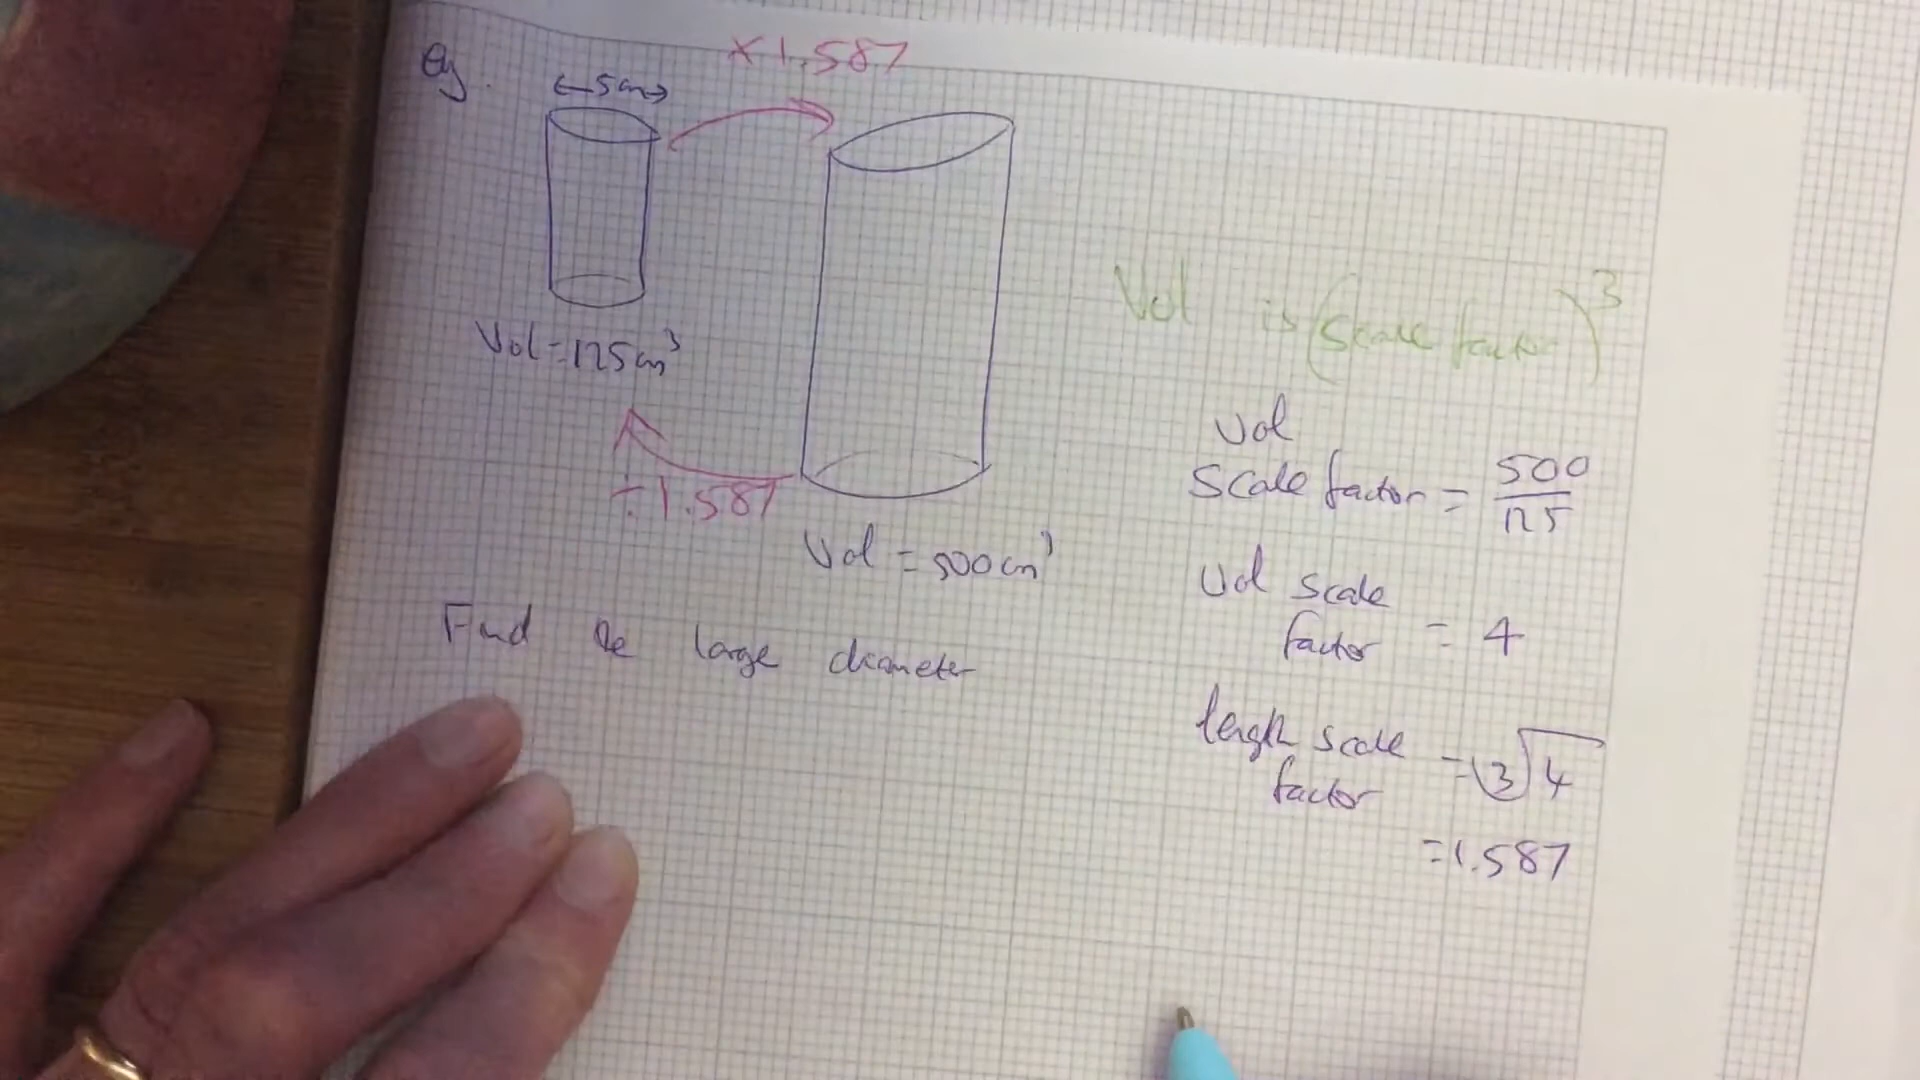 eg.
×1.587
5cm
Vol = 125cm³
÷1.587
Vol = 500cm³
Find the large diameter
Vol is (Scale factor)³
Vol
Scale factor = 500/125
Vol scale
factor = 4
length scale
factor = ³√4
= 1.587